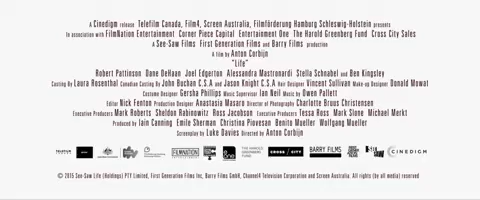 A Cinedigm release Telefilm Canada, Film4, Screen Australia, Filmförderung Hamburg Schleswig-Holstein presents
In association with FilmNation Entertainment Corner Piece Capital Entertainment One The Harold Greenberg Fund Cross City Sales
A See-Saw Films First Generation Films and Barry Films production
A film by Anton Corbijn
"Life"
Robert Pattinson Dane DeHaan Joel Edgerton Alessandra Mastronardi Stella Schnabel and Ben Kingsley
Casting By Laura Rosenthal Canadian Casting By John Buchan C.S.A and Jason Knight C.S.A Hair Designer Vincent Sullivan Make-up Designer Donald Mowat
Costume Designer Gersha Phillips Music Supervisor Ian Neil Music by Owen Pallett
Editor Nick Fenton Production Designer Anastasia Masaro Director of Photography Charlotte Bruus Christensen
Executive Producers Mark Roberts Sheldon Rabinowitz Ross Jacobson Executive Producers Tessa Ross Mark Slone Michael Merkt
Produced by Iain Canning Emile Sherman Christina Piovesan Benito Mueller Wolfgang Mueller
Screenplay by Luke Davies Directed by Anton Corbijn
FILMNATION eOne THE HAROLD GREENBERG FUND CROSS/CITY BARRY FILMS CINEDIGM
© 2015 See-Saw Life (Holdings) PTY Limited, First Generation Films Inc, Barry Films GmbH, Channel4 Television Corporation and Screen Australia. All rights (by all media) reserved